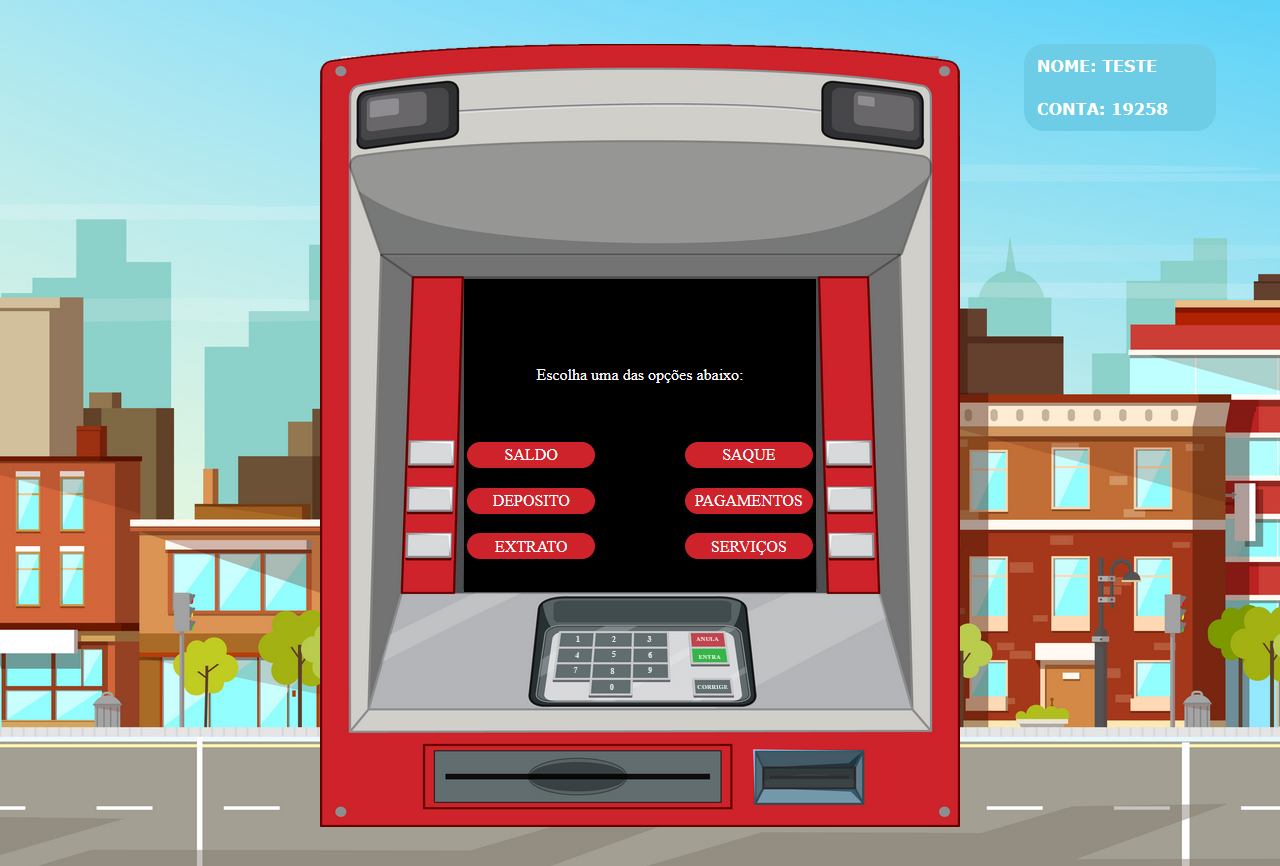 NOME: TESTE
CONTA: 19258
Escolha uma das opções abaixo:
SALDO
SAQUE
DEPOSITO
PAGAMENTOS
EXTRATO
SERVIÇOS
1 2 3 ANULA
4 5 6 ENTRA
7 8 9
0 CORRIGE